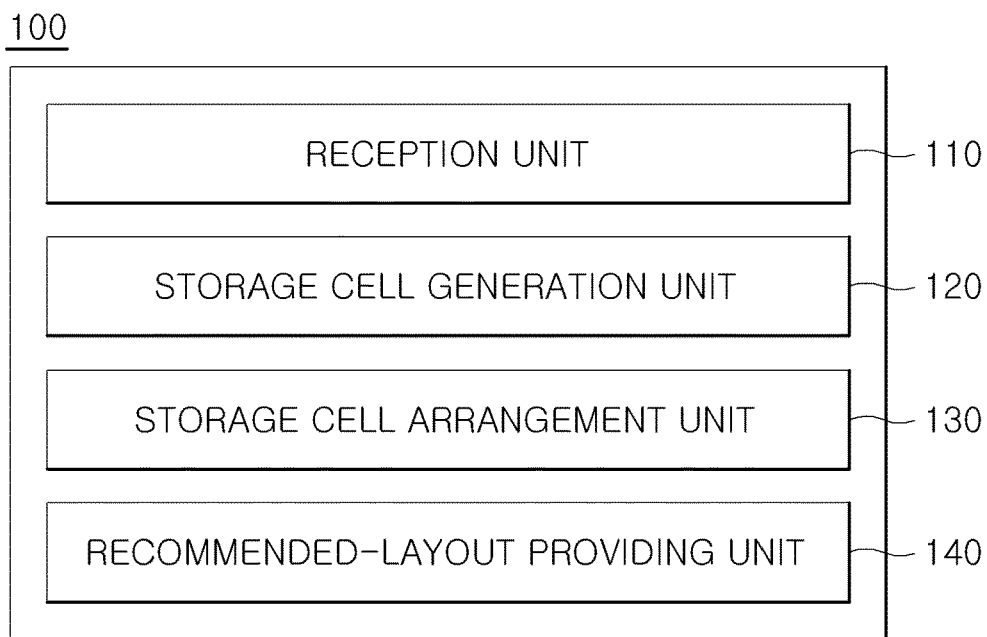 100
RECEPTION UNIT 110
STORAGE CELL GENERATION UNIT 120
STORAGE CELL ARRANGEMENT UNIT 130
RECOMMENDED-LAYOUT PROVIDING UNIT 140